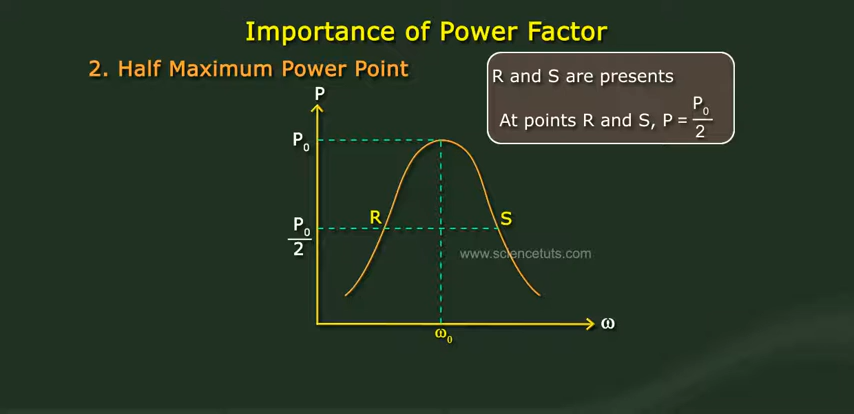 Importance of Power Factor
2. Half Maximum Power Point
R and S are presents
At points R and S, P = P₀/2
P
P₀
R
S
P₀/2
www.sciencetuts.com
ω
ω₀